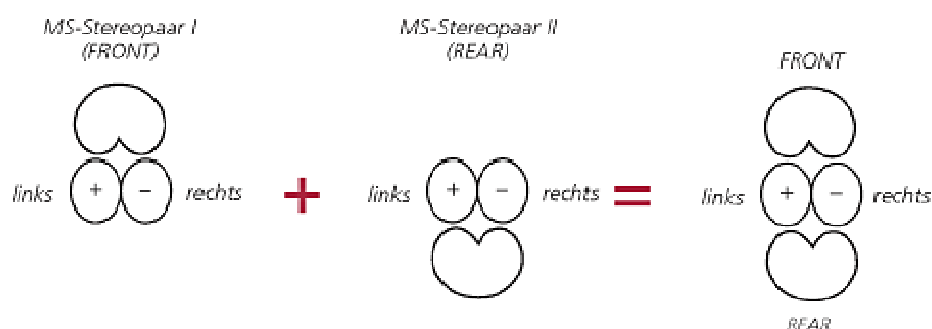 MS-Stereopaar I
(FRONT)
MS-Stereopaar II
(REAR)
FRONT
links
+
−
rechts
+
links
+
−
rechts
=
links
+
−
rechts
REAR